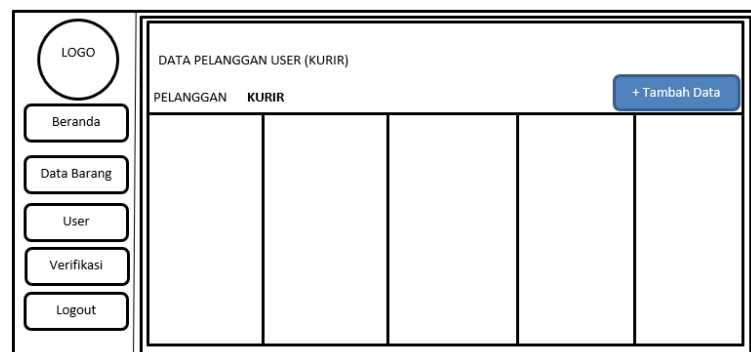 LOGO
Beranda
Data Barang
User
Verifikasi
Logout
DATA PELANGGAN USER (KURIR)
PELANGGAN KURIR
+ Tambah Data